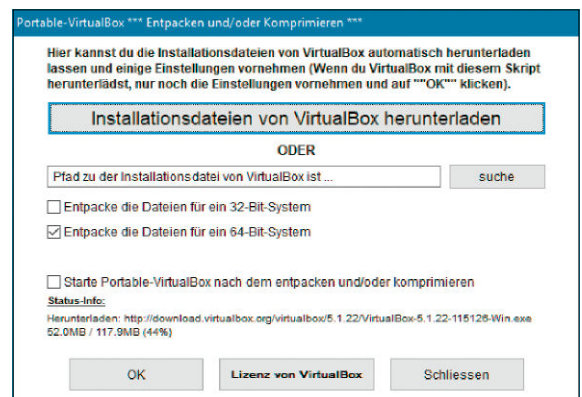 Portable-VirtualBox *** Entpacken und/oder Komprimieren ***
Hier kannst du die Installationsdateien von VirtualBox automatisch herunterladen
lassen und einige Einstellungen vornehmen (Wenn du VirtualBox mit diesem Skript
herunterlädst, nur noch die Einstellungen vornehmen und auf ""OK"" klicken).
Installationsdateien von VirtualBox herunterladen
ODER
Pfad zu der Installationsdatei von VirtualBox ist ... suche
Entpacke die Dateien für ein 32-Bit-System
Entpacke die Dateien für ein 64-Bit-System
Starte Portable-VirtualBox nach dem entpacken und/oder komprimieren
Status-Info:
Herunterladen: http://download.virtualbox.org/virtualbox/5.1.22/VirtualBox-5.1.22-115126-Win.exe
52.0MB / 117.9MB (44%)
OK Lizenz von VirtualBox Schliessen